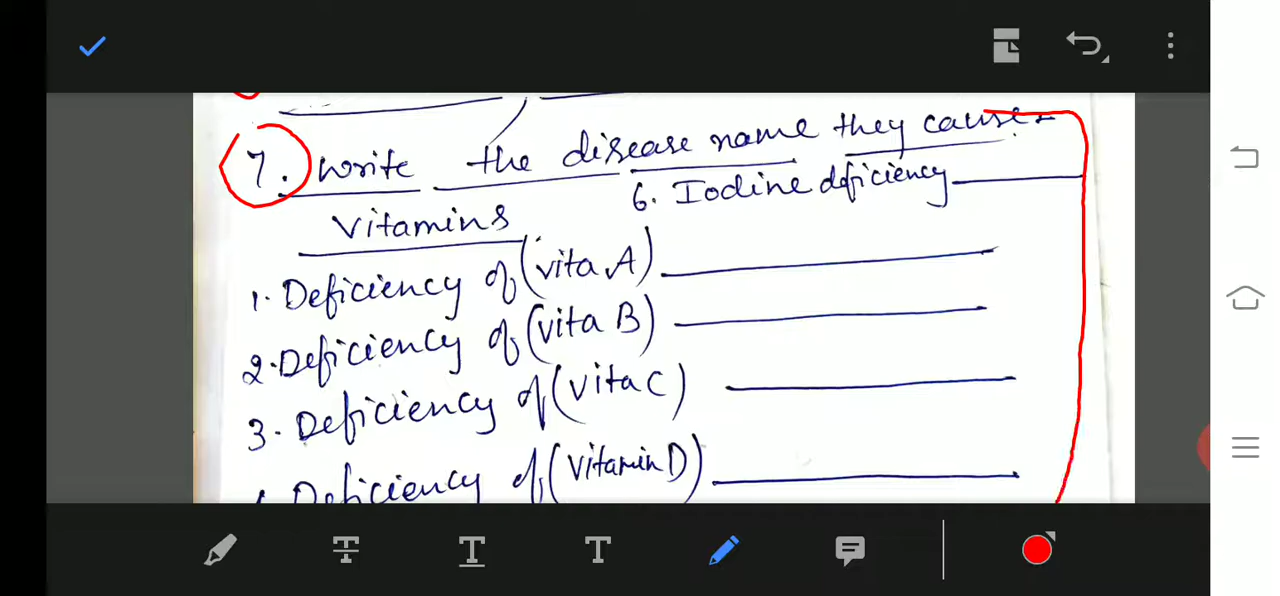 7. Write the disease name they cause-
6. Iodine deficiency
Vitamins
1. Deficiency of (vita A)
2. Deficiency of (vita B)
3. Deficiency of (vita C)
Deficiency of (Vitamin D)